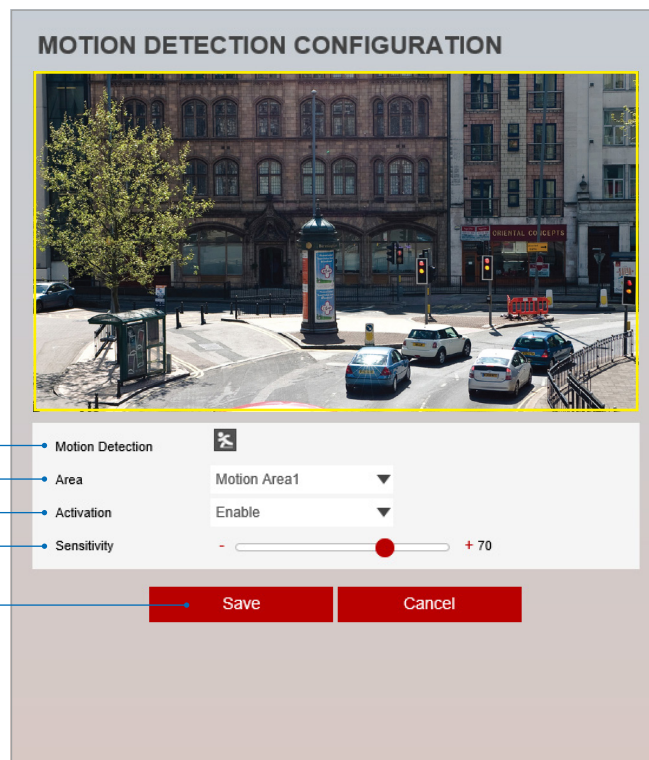 MOTION DETECTION CONFIGURATION
ORIENTAL CONCEPTS
Motion Detection
Area Motion Area1
Activation Enable
Sensitivity - + 70
Save Cancel